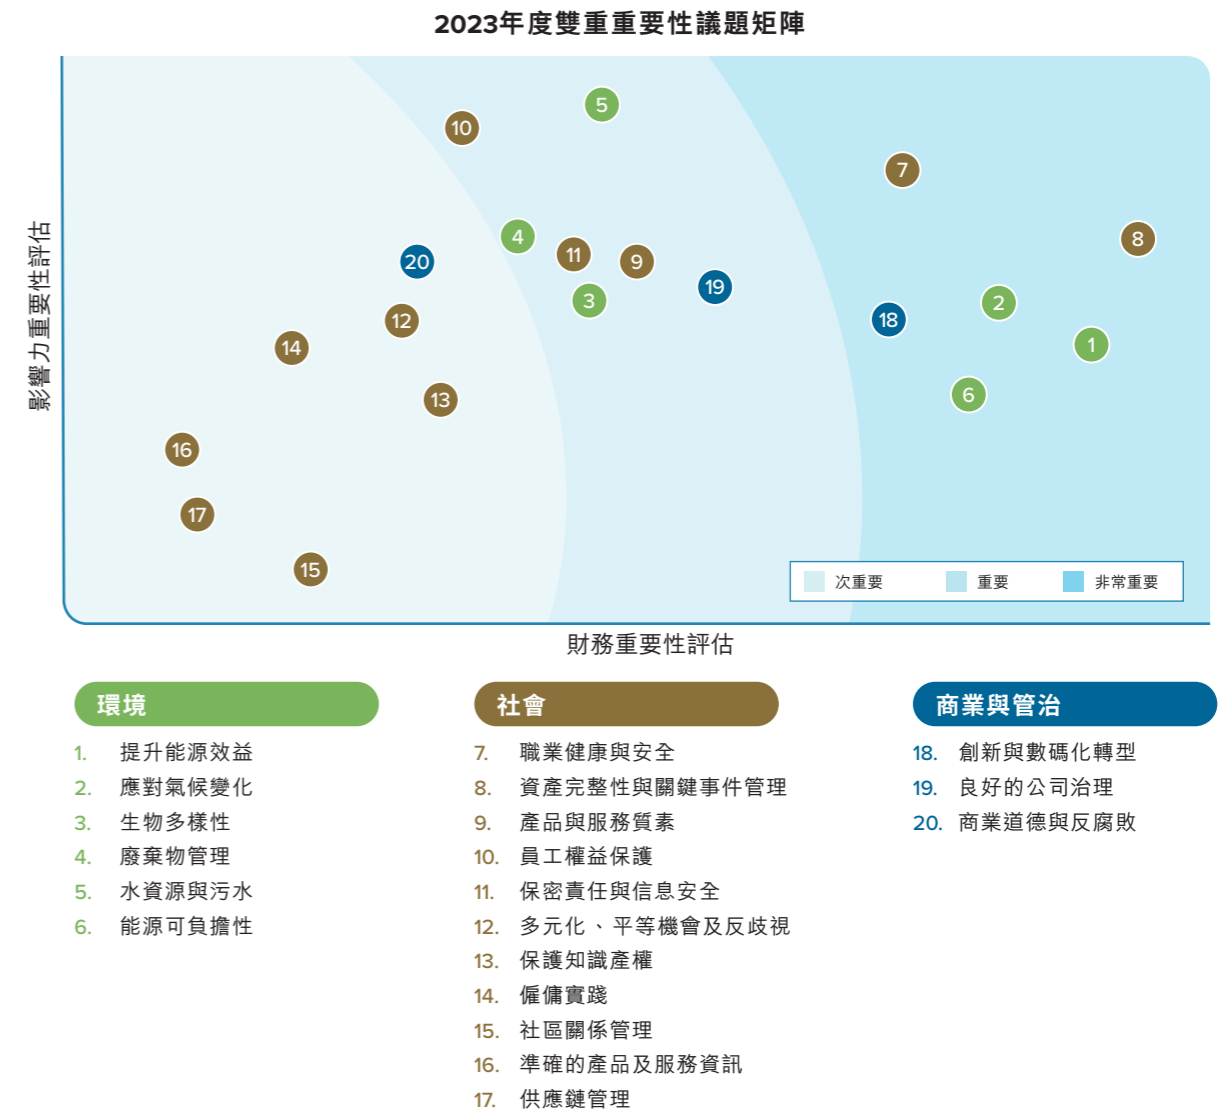 2023年度雙重重要性議題矩陣
影響力重要性評估
5
10
7
4
8
11
9
20
19
3
2
12
18
14
1
6
13
16
17
15
次重要
重要
非常重要
財務重要性評估
環境
1. 提升能源效益
2. 應對氣候變化
3. 生物多樣性
4. 廢棄物管理
5. 水資源與污水
6. 能源可負擔性
社會
7. 職業健康與安全
8. 資產完整性與關鍵事件管理
9. 產品與服務質素
10. 員工權益保護
11. 保密責任與信息安全
12. 多元化、平等機會及反歧視
13. 保護知識產權
14. 僱傭實踐
15. 社區關係管理
16. 準確的產品及服務資訊
17. 供應鏈管理
商業與管治
18. 創新與數碼化轉型
19. 良好的公司治理
20. 商業道德與反腐敗